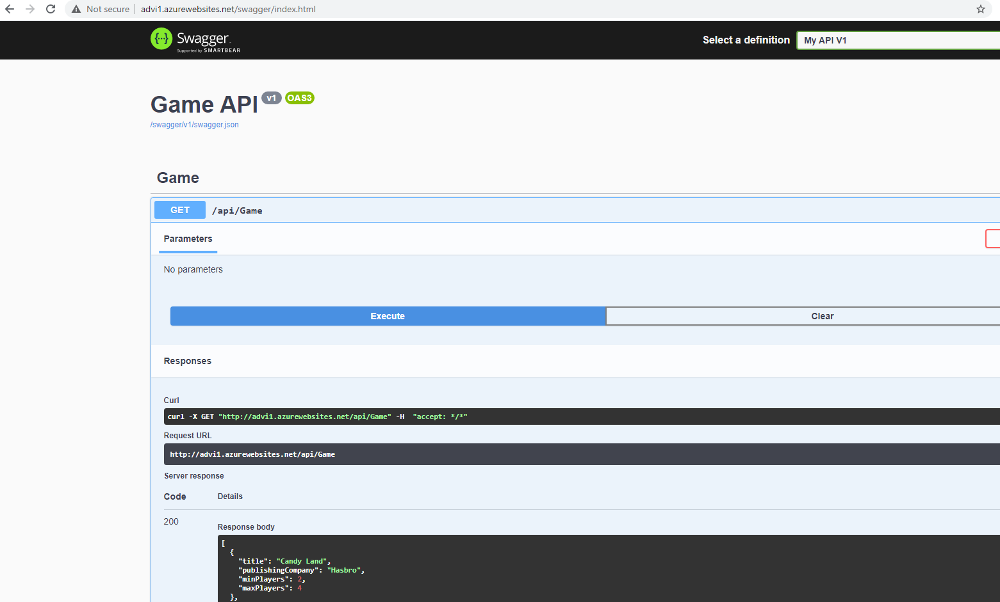 Not secure | advi1.azurewebsites.net/swagger/index.html
{...} Swagger.
Supported by SMARTBEAR
Select a definition
My API V1
Game API v1 OAS3
/swagger/v1/swagger.json
Game
GET /api/Game
Parameters
No parameters
Execute
Clear
Responses
Curl
curl -X GET "http://advi1.azurewebsites.net/api/Game" -H  "accept: */*"
Request URL
http://advi1.azurewebsites.net/api/Game
Server response
Code Details
200
Response body
[
  {
    "title": "Candy Land",
    "publishingCompany": "Hasbro",
    "minPlayers": 2,
    "maxPlayers": 4
  },